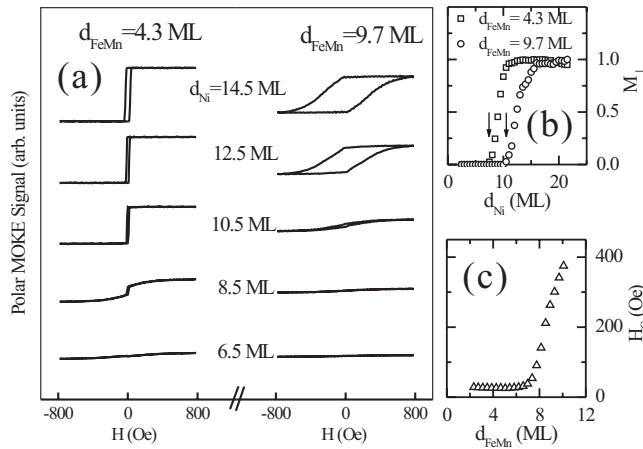 d_FeMn=4.3 ML
d_FeMn=9.7 ML
(a)
d_Ni=14.5 ML
12.5 ML
10.5 ML
8.5 ML
6.5 ML
Polar MOKE Signal (arb. units)
-800 0 800
-800 0 800
H (Oe)
H (Oe)
d_FeMn=4.3 ML
d_FeMn=9.7 ML
1.0
0.5
0.0
M⊥
(b)
0 10 20
d_Ni (ML)
(c)
400
200
0
H_C (Oe)
0 4 8 12
d_FeMn (ML)